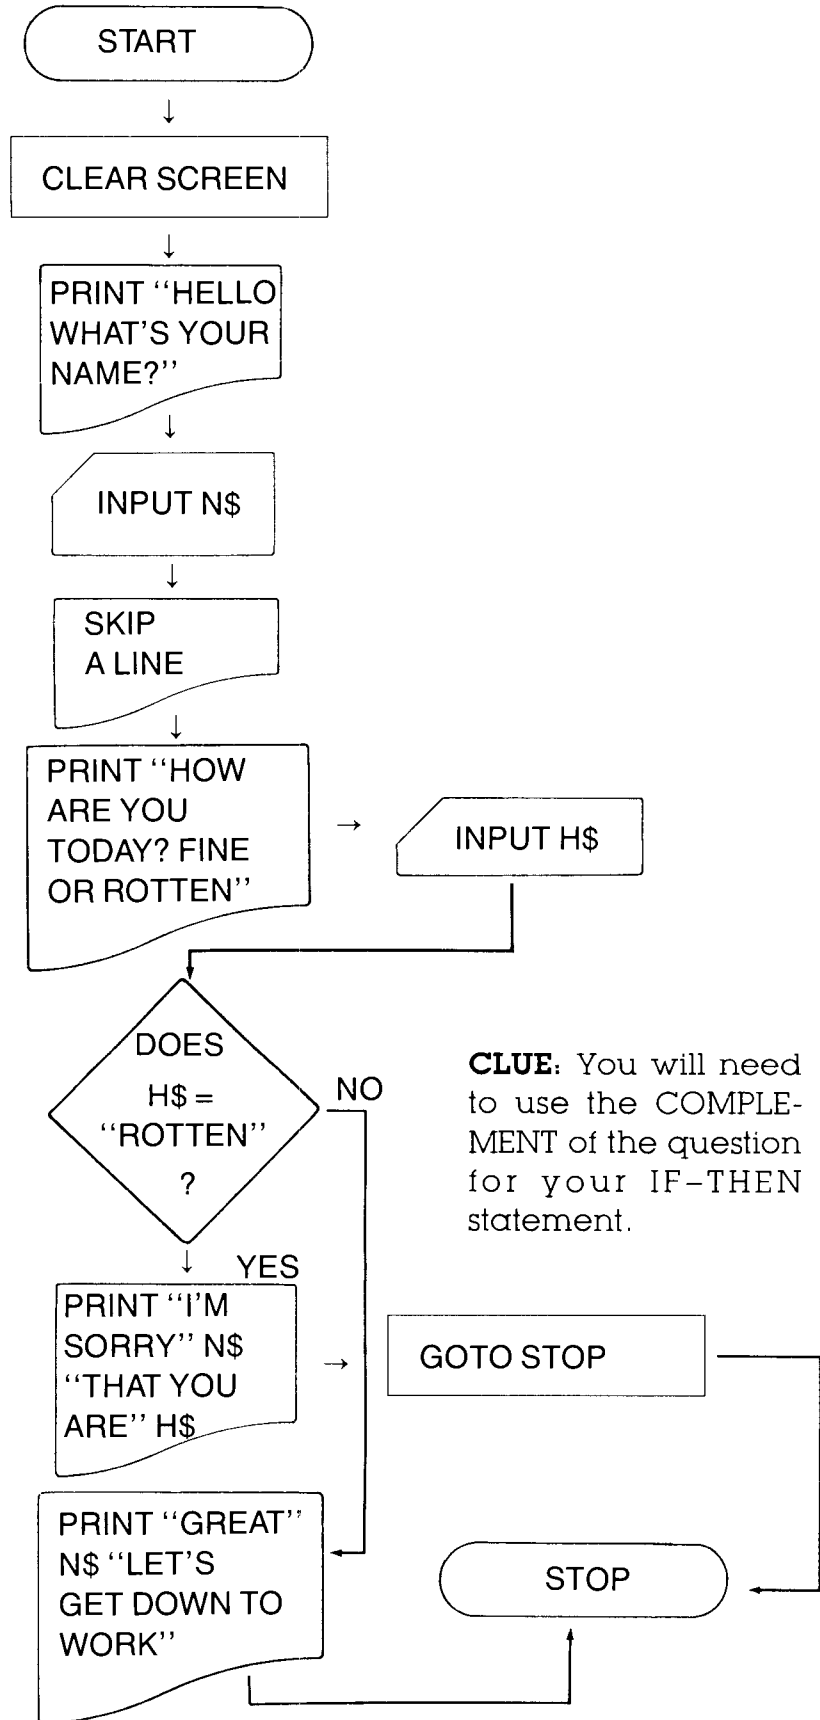 START
↓
CLEAR SCREEN
↓
PRINT “HELLO
WHAT’S YOUR
NAME?”
↓
INPUT N$
↓
SKIP
A LINE
↓
PRINT “HOW
ARE YOU
TODAY? FINE
OR ROTTEN”
→
INPUT H$
DOES
H$ =
“ROTTEN”
?
NO
CLUE: You will need
to use the COMPLE-
MENT of the question
for your IF–THEN
statement.
↓
YES
PRINT “I’M
SORRY” N$
“THAT YOU
ARE” H$
→
GOTO STOP
PRINT “GREAT”
N$ “LET’S
GET DOWN TO
WORK”
STOP